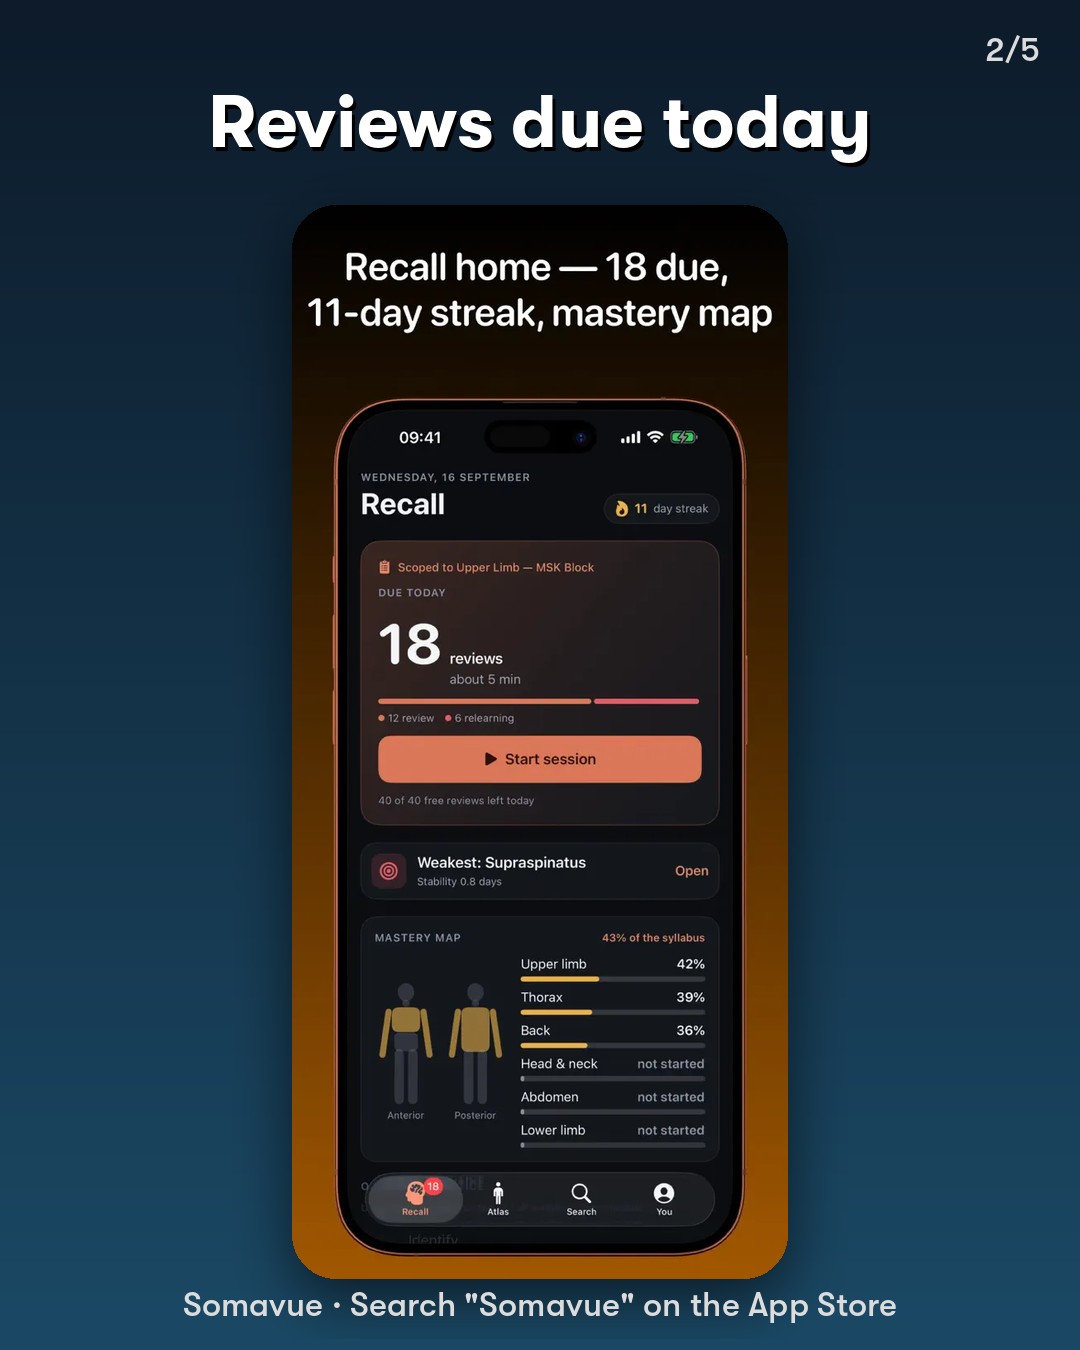 2/5
Reviews due today
Recall home — 18 due,
11-day streak, mastery map
09:41
WEDNESDAY, 16 SEPTEMBER
Recall
11 day streak
Scoped to Upper Limb — MSK Block
DUE TODAY
18 reviews
about 5 min
12 review 6 relearning
Start session
40 of 40 free reviews left today
Weakest: Supraspinatus
Stability 0.8 days
Open
MASTERY MAP
43% of the syllabus
Upper limb 42%
Thorax 39%
Back 36%
Head & neck not started
Abdomen not started
Lower limb not started
Anterior Posterior
18
Recall Atlas Search You
Identify
Somavue · Search "Somavue" on the App Store